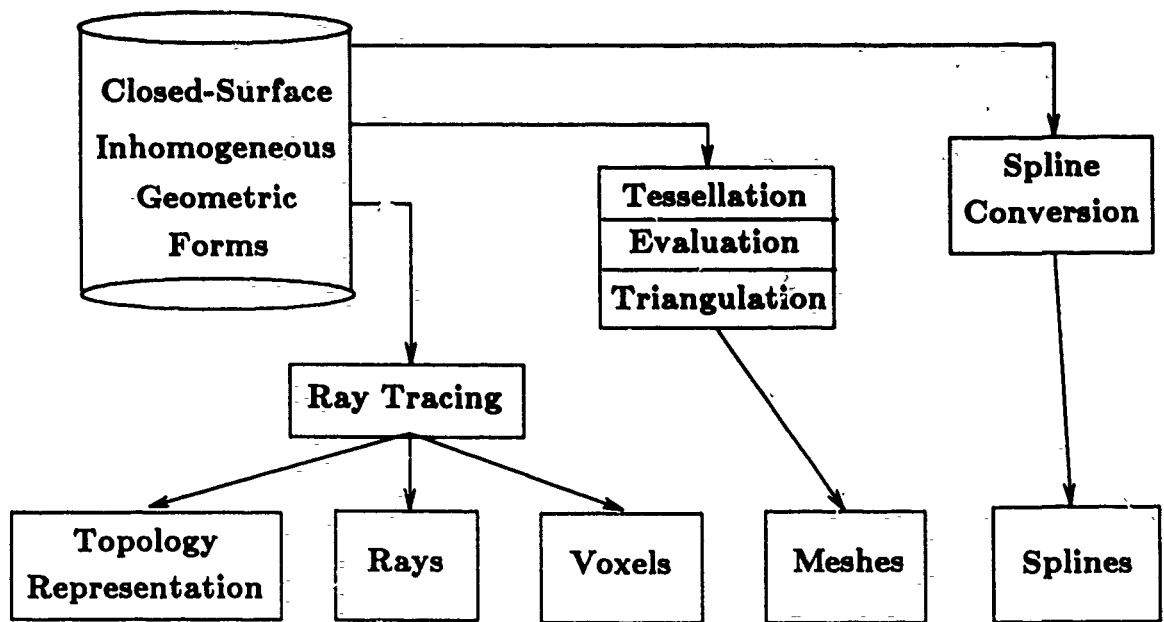 Closed-Surface
Inhomogeneous
Geometric
Forms
Tessellation
Evaluation
Triangulation
Spline
Conversion
Ray Tracing
Topology
Representation
Rays
Voxels
Meshes
Splines